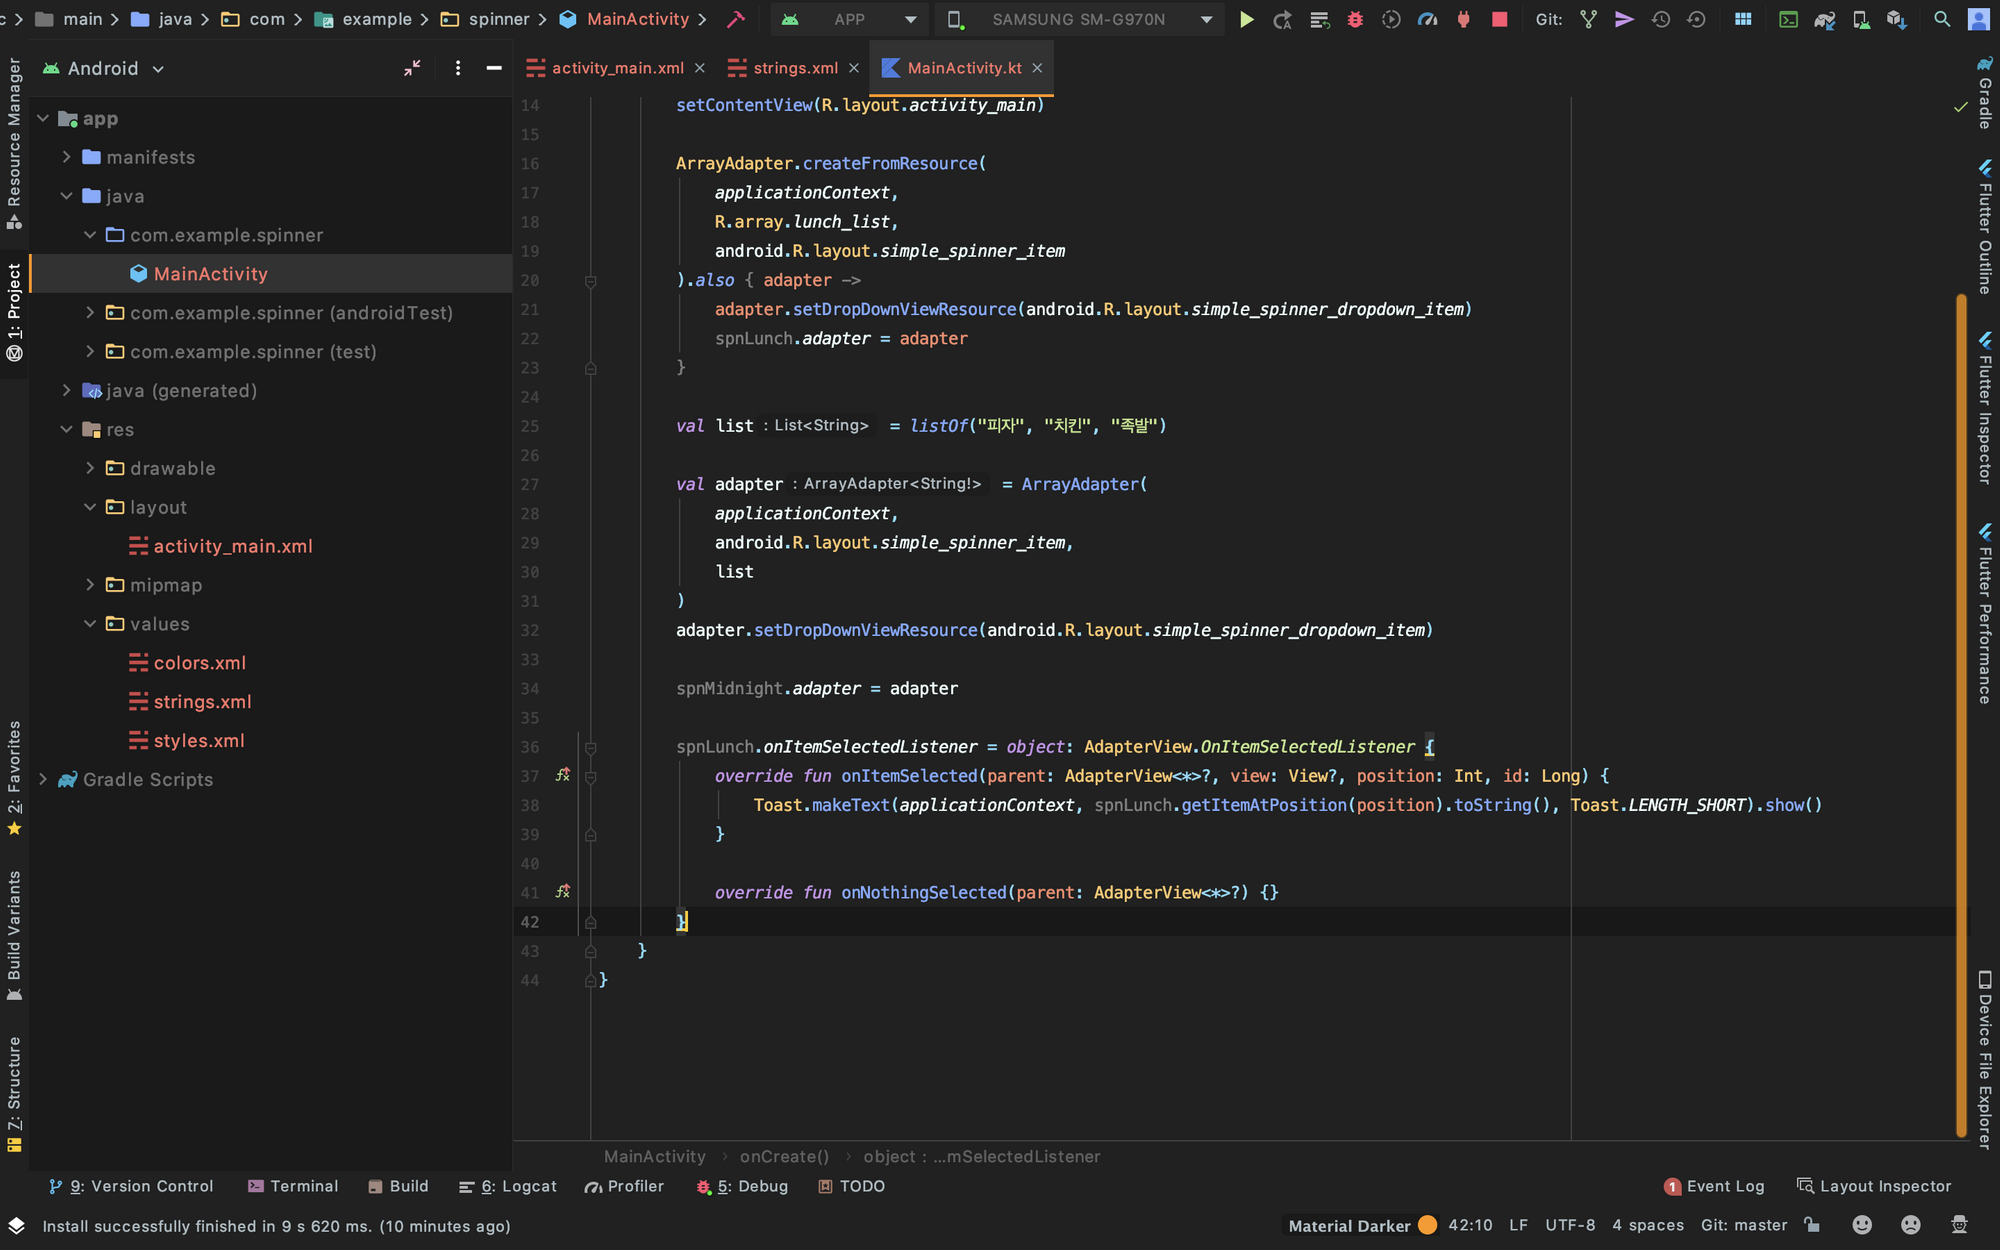 main java com example spinner MainActivity APP SAMSUNG SM-G970N Git:
Android
activity_main.xml strings.xml MainActivity.kt
app
manifests
java
com.example.spinner
MainActivity
com.example.spinner (androidTest)
com.example.spinner (test)
java (generated)
res
drawable
layout
activity_main.xml
mipmap
values
colors.xml
strings.xml
styles.xml
Gradle Scripts
Resource Manager
1: Project
2: Favorites
Build Variants
7: Structure
14 setContentView(R.layout.activity_main)
15
16 ArrayAdapter.createFromResource(
17 applicationContext,
18 R.array.lunch_list,
19 android.R.layout.simple_spinner_item
20 ).also { adapter ->
21 adapter.setDropDownViewResource(android.R.layout.simple_spinner_dropdown_item)
22 spnLunch.adapter = adapter
23 }
24
25 val list : List<String> = listOf("피자", "치킨", "족발")
26
27 val adapter : ArrayAdapter<String!> = ArrayAdapter(
28 applicationContext,
29 android.R.layout.simple_spinner_item,
30 list
31 )
32 adapter.setDropDownViewResource(android.R.layout.simple_spinner_dropdown_item)
33
34 spnMidnight.adapter = adapter
35
36 spnLunch.onItemSelectedListener = object: AdapterView.OnItemSelectedListener {
37 override fun onItemSelected(parent: AdapterView<*>?, view: View?, position: Int, id: Long) {
38 Toast.makeText(applicationContext, spnLunch.getItemAtPosition(position).toString(), Toast.LENGTH_SHORT).show()
39 }
40
41 override fun onNothingSelected(parent: AdapterView<*>?) {}
42 }
43 }
44 }
Gradle
Flutter Outline
Flutter Inspector
Flutter Performance
Device File Explorer
MainActivity onCreate() object : ...mSelectedListener
9: Version Control Terminal Build 6: Logcat Profiler 5: Debug TODO 1 Event Log Layout Inspector
Install successfully finished in 9 s 620 ms. (10 minutes ago) Material Darker 42:10 LF UTF-8 4 spaces Git: master